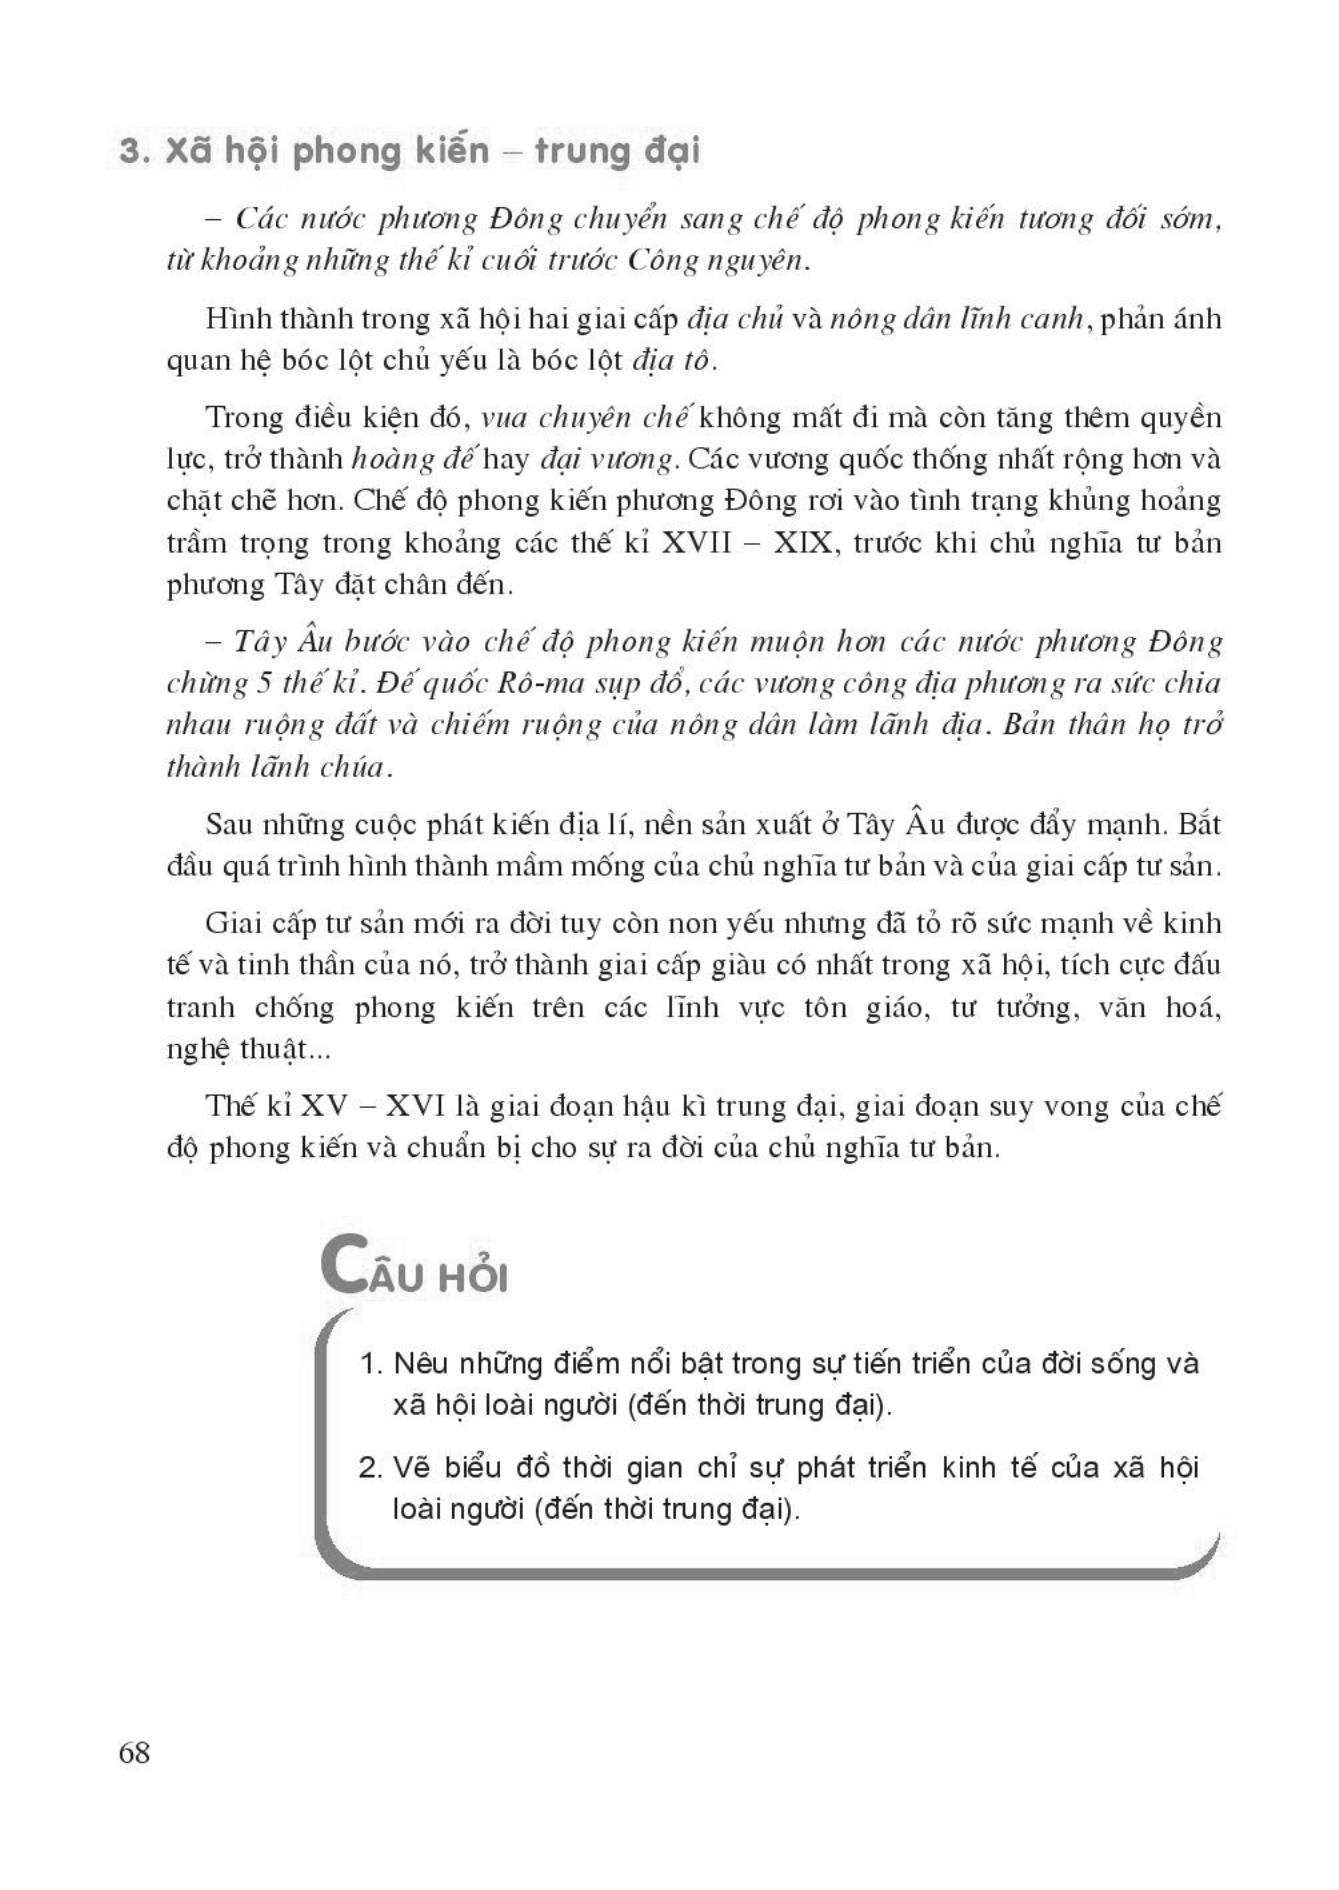 3. Xã hội phong kiến – trung đại
– Các nước phương Đông chuyển sang chế độ phong kiến tương đối sớm,
từ khoảng những thế kỉ cuối trước Công nguyên.
Hình thành trong xã hội hai giai cấp địa chủ và nông dân lĩnh canh, phản ánh
quan hệ bóc lột chủ yếu là bóc lột địa tô.
Trong điều kiện đó, vua chuyên chế không mất đi mà còn tăng thêm quyền
lực, trở thành hoàng đế hay đại vương. Các vương quốc thống nhất rộng hơn và
chặt chẽ hơn. Chế độ phong kiến phương Đông rơi vào tình trạng khủng hoảng
trầm trọng trong khoảng các thế kỉ XVII – XIX, trước khi chủ nghĩa tư bản
phương Tây đặt chân đến.
– Tây Âu bước vào chế độ phong kiến muộn hơn các nước phương Đông
chừng 5 thế kỉ. Đế quốc Rô-ma sụp đổ, các vương công địa phương ra sức chia
nhau ruộng đất và chiếm ruộng của nông dân làm lãnh địa. Bản thân họ trở
thành lãnh chúa.
Sau những cuộc phát kiến địa lí, nền sản xuất ở Tây Âu được đẩy mạnh. Bắt
đầu quá trình hình thành mầm mống của chủ nghĩa tư bản và của giai cấp tư sản.
Giai cấp tư sản mới ra đời tuy còn non yếu nhưng đã tỏ rõ sức mạnh về kinh
tế và tinh thần của nó, trở thành giai cấp giàu có nhất trong xã hội, tích cực đấu
tranh chống phong kiến trên các lĩnh vực tôn giáo, tư tưởng, văn hoá,
nghệ thuật...
Thế kỉ XV – XVI là giai đoạn hậu kì trung đại, giai đoạn suy vong của chế
độ phong kiến và chuẩn bị cho sự ra đời của chủ nghĩa tư bản.
CÂU HỎI
1. Nêu những điểm nổi bật trong sự tiến triển của đời sống và
xã hội loài người (đến thời trung đại).
2. Vẽ biểu đồ thời gian chỉ sự phát triển kinh tế của xã hội
loài người (đến thời trung đại).
68